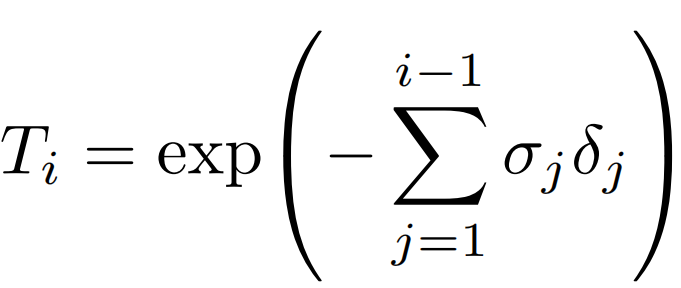 T_i = \exp\left(-\sum_{j=1}^{i-1} \sigma_j \delta_j\right)